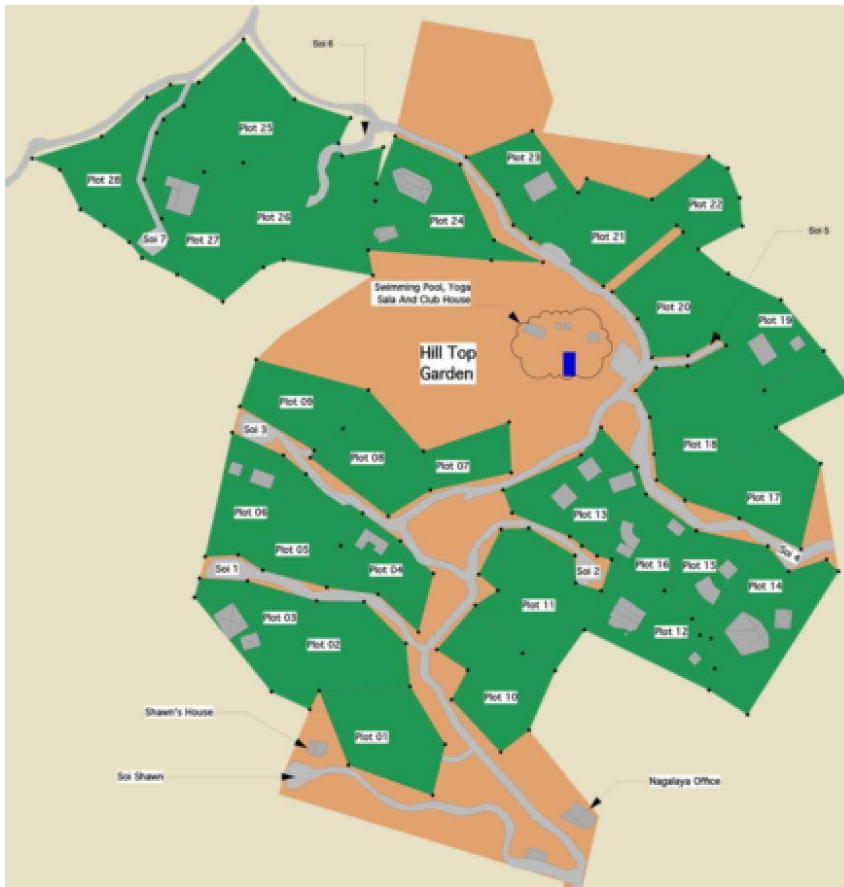 Soi 6
Plot 25
Plot 23
Plot 28
Plot 22
Plot 26
Plot 24
Soi 7
Plot 27
Plot 21
Soi 5
Swimming Pool, Yoga
Sala And Club House
Plot 20
Plot 19
Hill Top
Garden
Plot 09
Soi 3
Plot 08
Plot 07
Plot 18
Plot 06
Plot 17
Plot 13
Plot 05
Soi 4
Soi 1
Plot 04
Soi 2
Plot 16
Plot 15
Plot 14
Plot 11
Plot 03
Plot 12
Plot 02
Plot 10
Shawn's House
Plot 01
Soi Shawn
Nagalaya Office